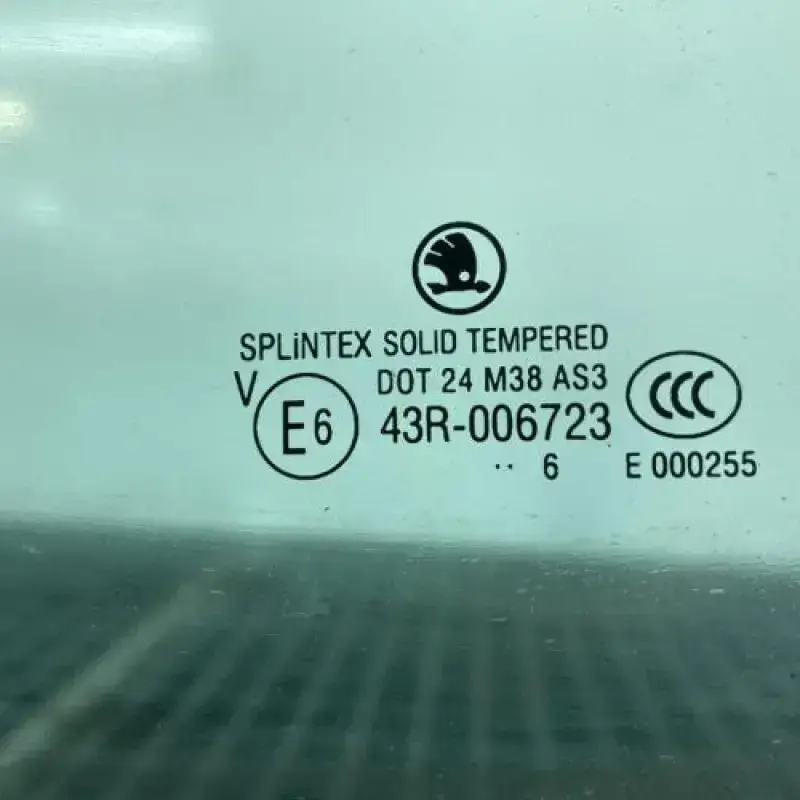 SPLiNTEX SOLID TEMPERED
V DOT 24 M38 AS3 CCC
E6 43R-006723
·· 6 E 000255